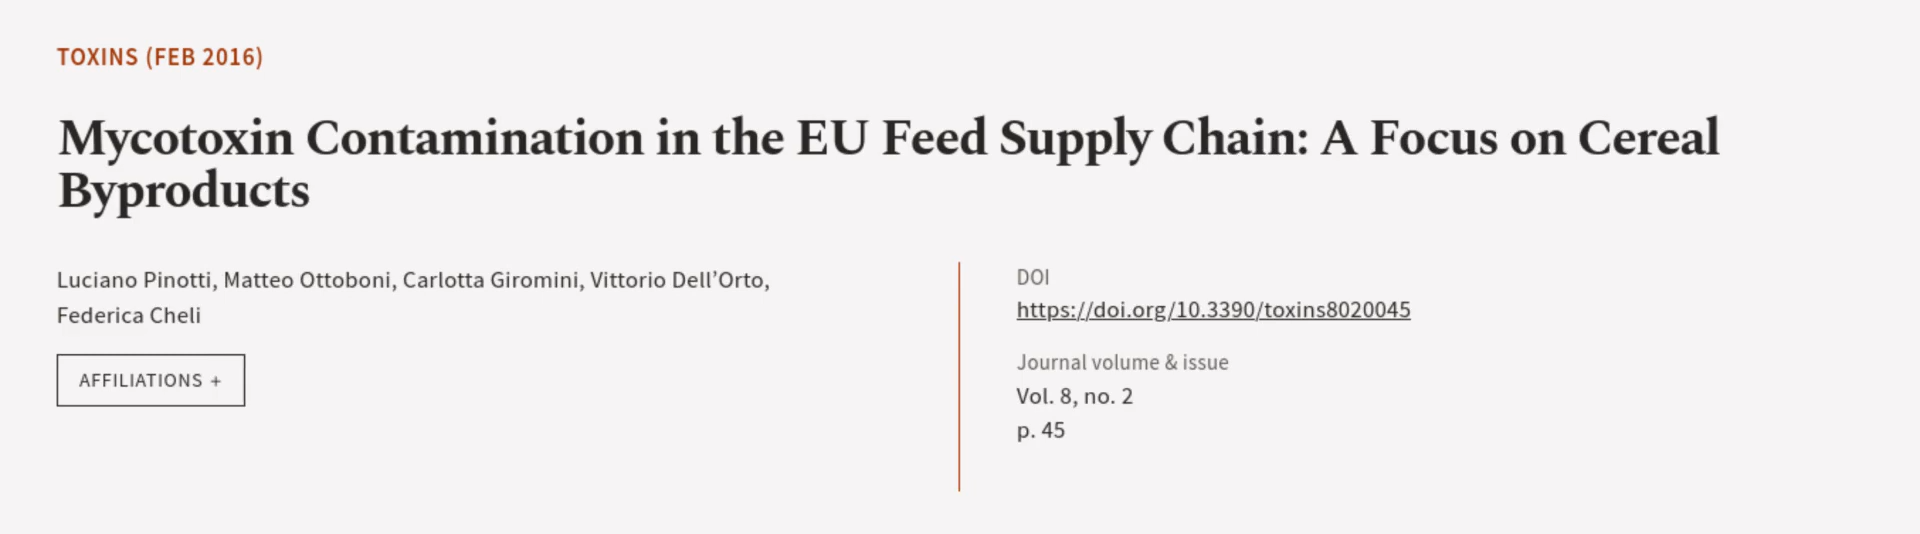 TOXINS (FEB 2016)
Mycotoxin Contamination in the EU Feed Supply Chain: A Focus on Cereal
Byproducts
Luciano Pinotti, Matteo Ottoboni, Carlotta Giromini, Vittorio Dell’Orto,
Federica Cheli
AFFILIATIONS +
DOI
https://doi.org/10.3390/toxins8020045
Journal volume & issue
Vol. 8, no. 2
p. 45